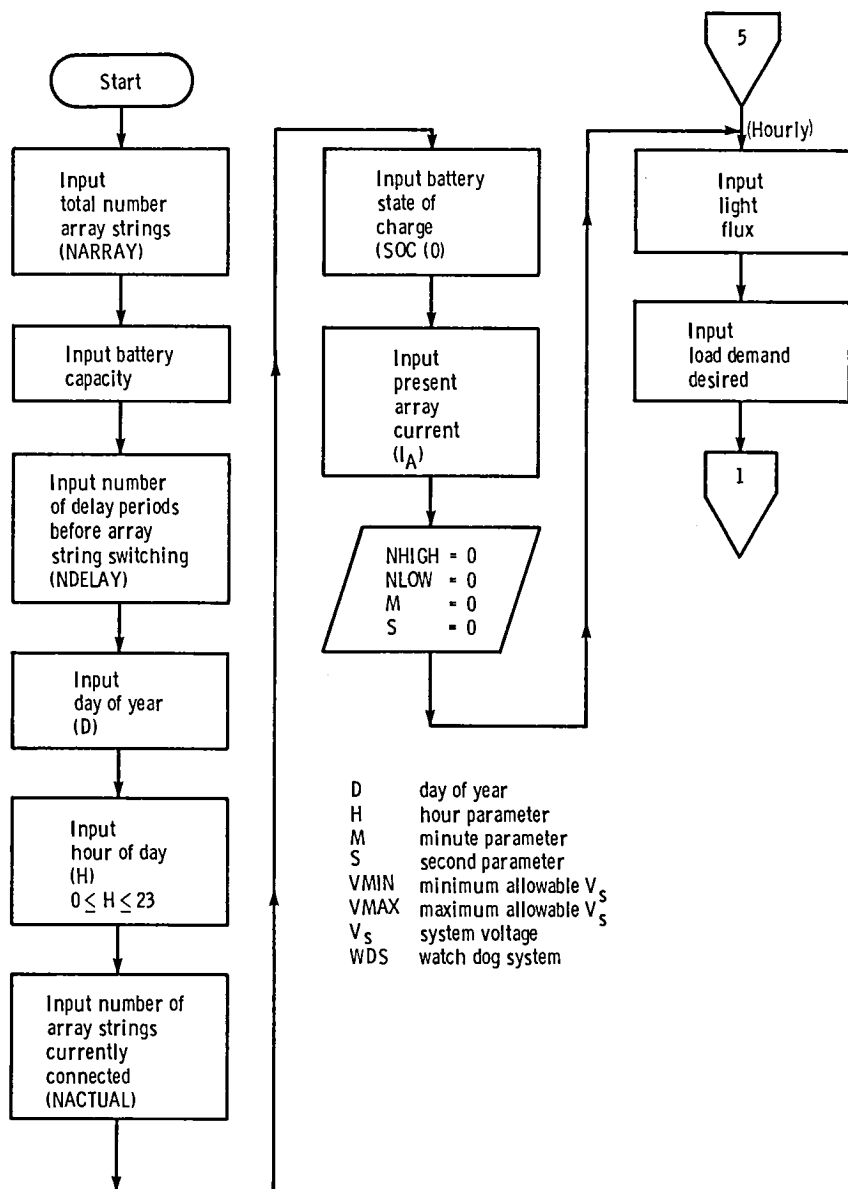 Start
Input
total number
array strings
(NARRAY)
Input battery
capacity
Input number
of delay periods
before array
string switching
(NDELAY)
Input
day of year
(D)
Input
hour of day
(H)
0 ≤ H ≤ 23
Input number of
array strings
currently
connected
(NACTUAL)
Input battery
state of
charge
(SOC (0)
Input
present
array
current
(I_A)
NHIGH = 0
NLOW = 0
M = 0
S = 0
5
(Hourly)
Input
light
flux
Input
load demand
desired
1
D day of year
H hour parameter
M minute parameter
S second parameter
VMIN minimum allowable V_s
VMAX maximum allowable V_s
V_s system voltage
WDS watch dog system